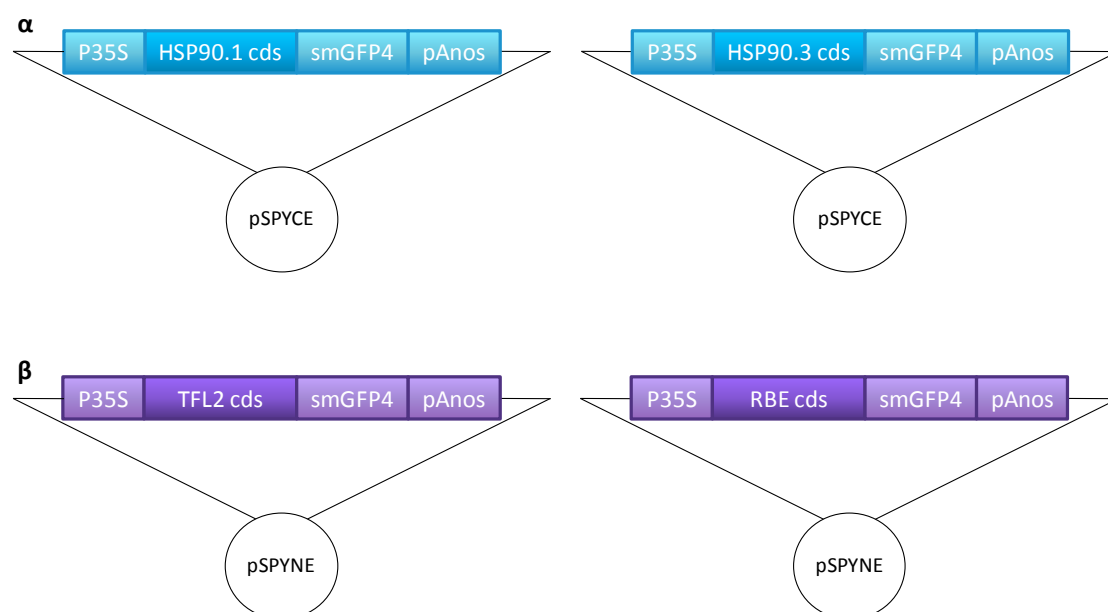 α
P35S HSP90.1 cds smGFP4 pAnos
P35S HSP90.3 cds smGFP4 pAnos
pSPYCE
pSPYCE
β
P35S TFL2 cds smGFP4 pAnos
P35S RBE cds smGFP4 pAnos
pSPYNE
pSPYNE